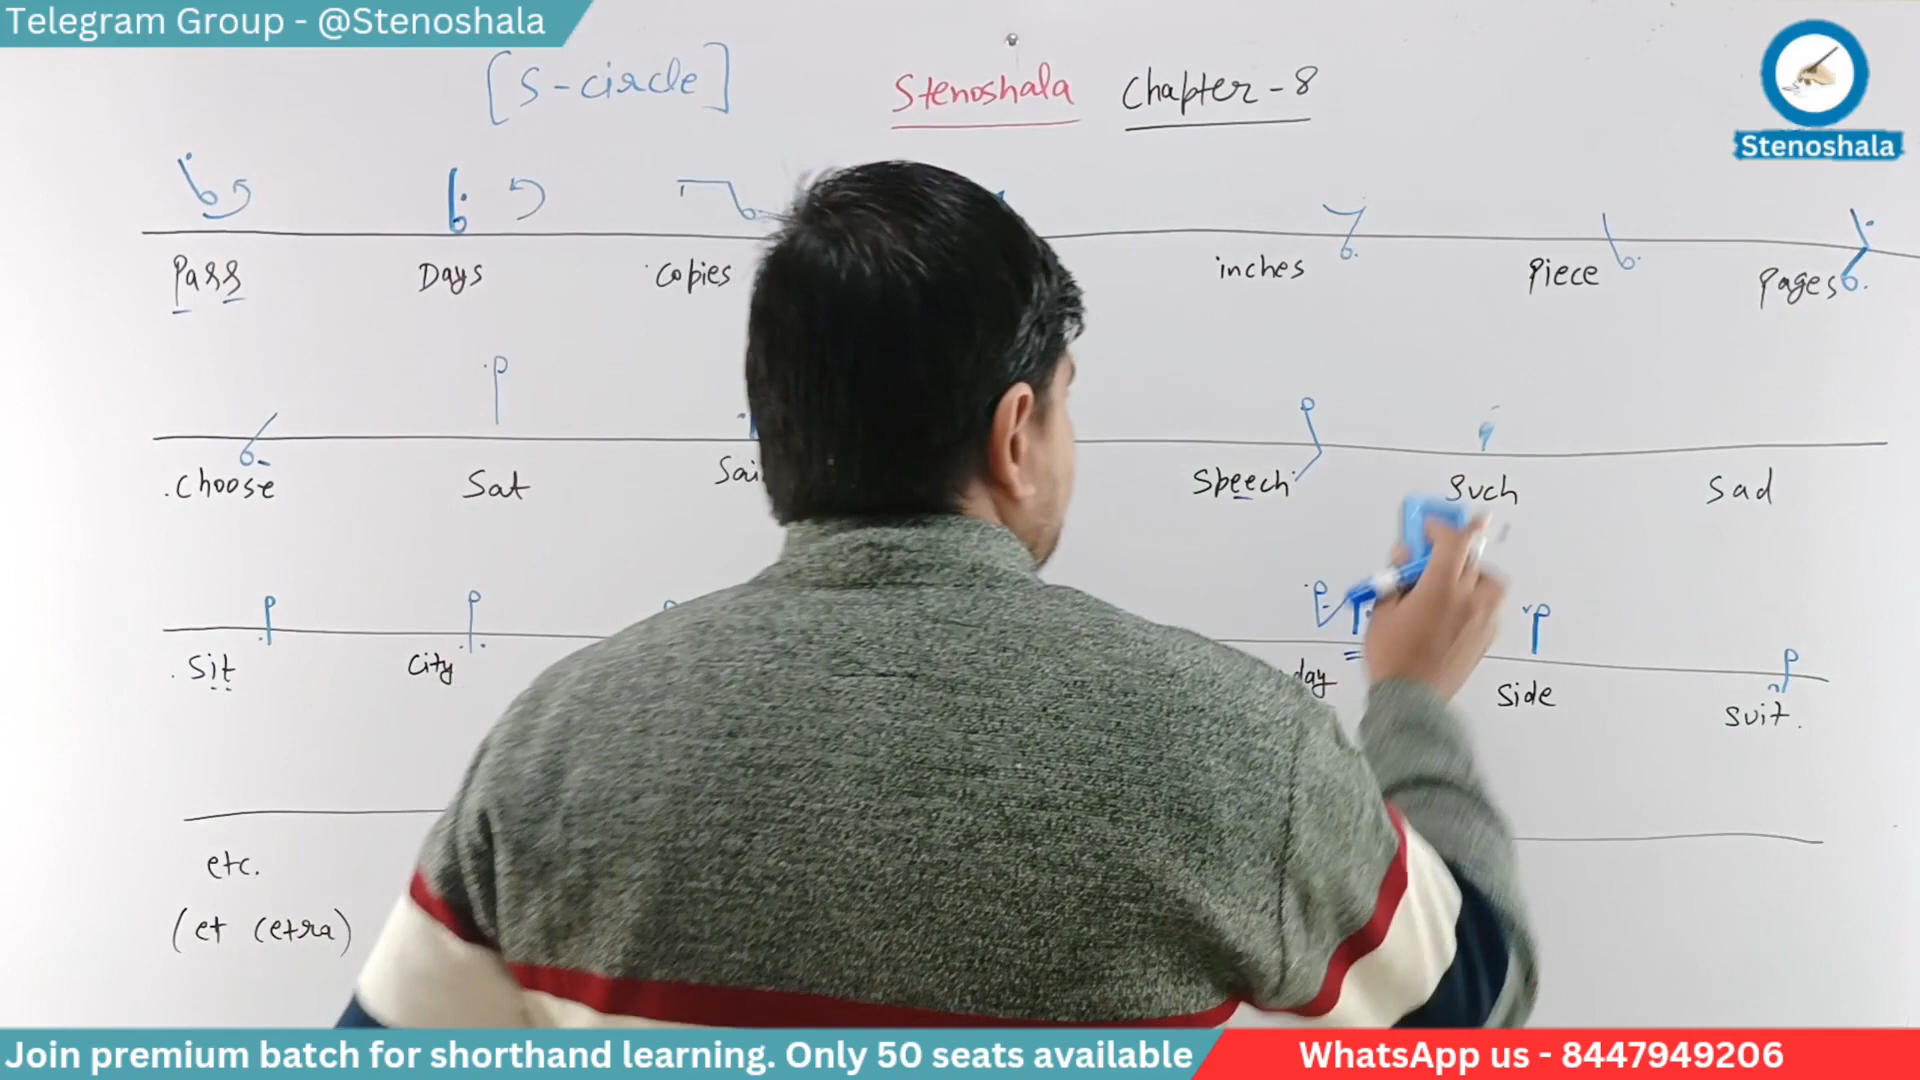 Telegram Group - @Stenoshala
[S-circle]
Stenoshala Chapter-8
Stenoshala
Pass Days Copies inches Piece Pages
Choose Sat Speech Such Sad
Sit City Side Suit.
etc.
(et cetra)
Join premium batch for shorthand learning. Only 50 seats available
WhatsApp us - 8447949206